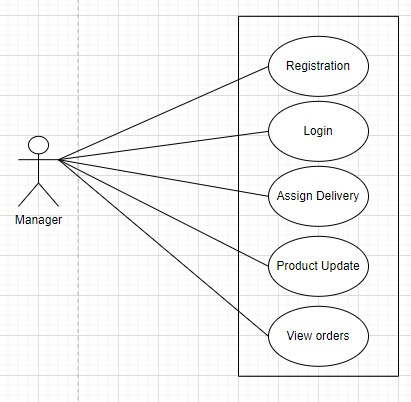 Registration
Login
Assign Delivery
Manager
Product Update
View orders